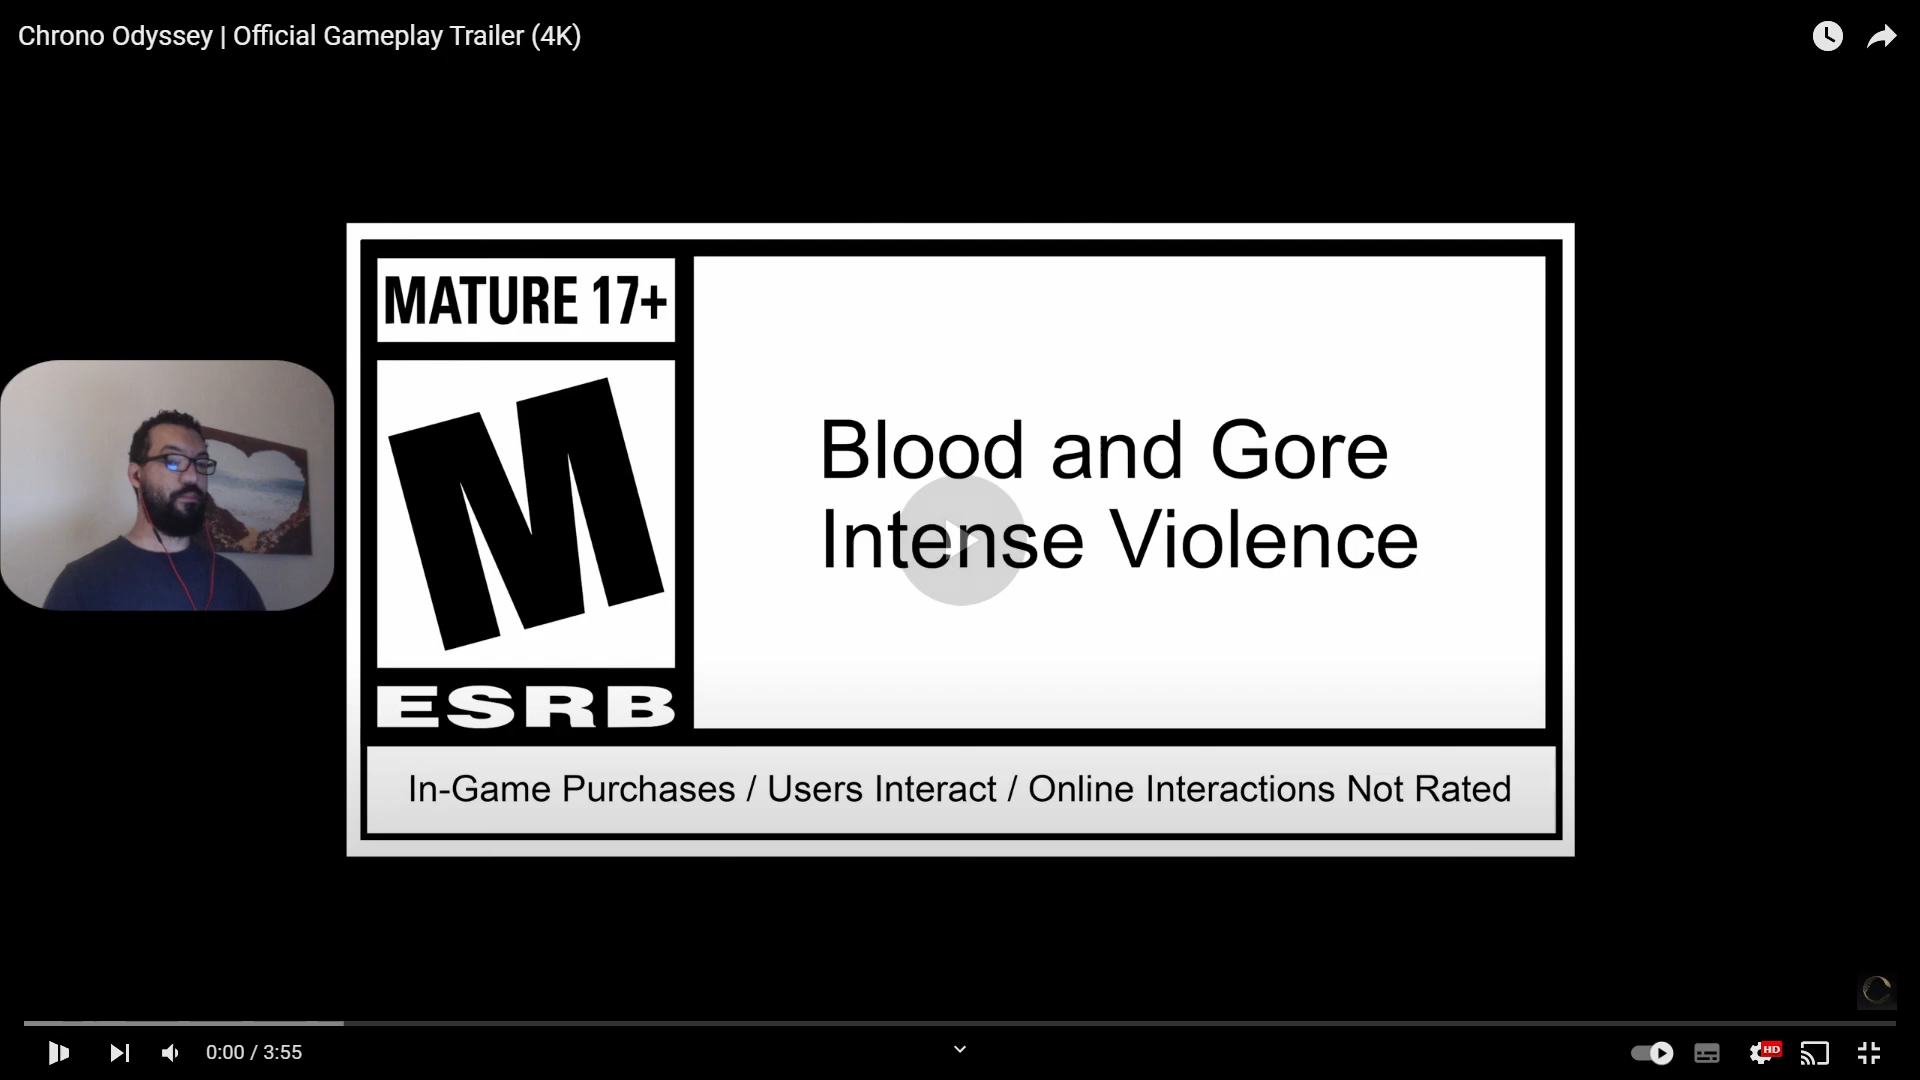 Chrono Odyssey | Official Gameplay Trailer (4K)
MATURE 17+
M
ESRB
Blood and Gore
Intense Violence
In-Game Purchases / Users Interact / Online Interactions Not Rated
0:00 / 3:55
HD